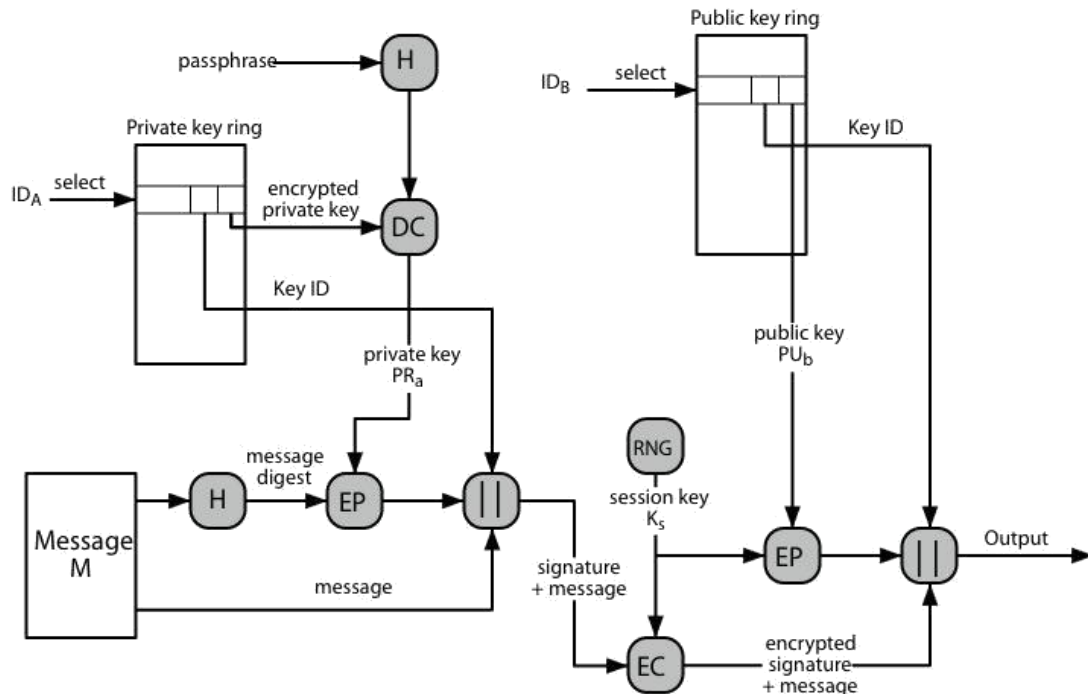 Public key ring
passphrase
H
ID_B
select
Private key ring
Key ID
ID_A
select
encrypted
private key
DC
Key ID
private key
PR_a
public key
PU_b
RNG
message
digest
session key
K_s
H
EP
||
Message
M
EP
||
Output
message
signature
+ message
EC
encrypted
signature
+ message